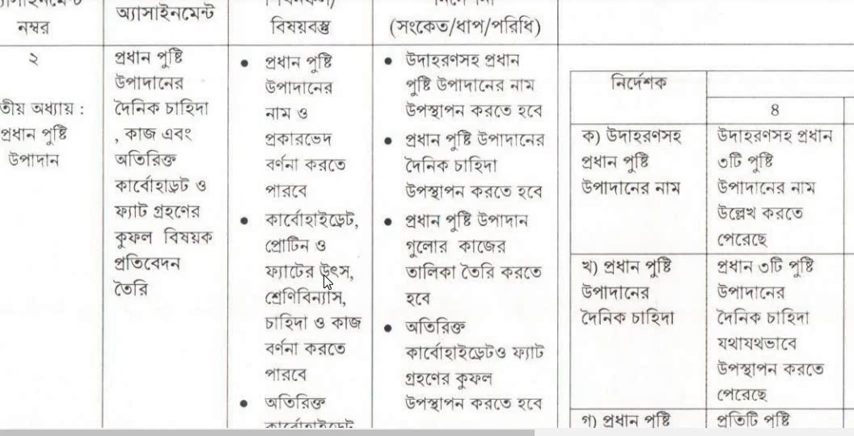 নম্বর
অ্যাসাইনমেন্ট
বিষয়বস্তু
(সংকেত/ধাপ/পরিধি)
২
তীয় অধ্যায় :
প্রধান পুষ্টি
উপাদান
প্রধান পুষ্টি
উপাদানের
দৈনিক চাহিদা
, কাজ এবং
অতিরিক্ত
কার্বোহাড্রট ও
ফ্যাট গ্রহণের
কুফল বিষয়ক
প্রতিবেদন
তৈরি
প্রধান পুষ্টি
উপাদানের
নাম ও
প্রকারভেদ
বর্ণনা করতে
পারবে
কার্বোহাইড্রেট,
প্রোটিন ও
ফ্যাটের উৎস,
শ্রেণিবিন্যাস,
চাহিদা ও কাজ
বর্ণনা করতে
পারবে
অতিরিক্ত
কার্বোহাইড্রেট
উদাহরণসহ প্রধান
পুষ্টি উপাদানের নাম
উপস্থাপন করতে হবে
প্রধান পুষ্টি উপাদানের
দৈনিক চাহিদা
উপস্থাপন করতে হবে
প্রধান পুষ্টি উপাদান
গুলোর কাজের
তালিকা তৈরি করতে
হবে
অতিরিক্ত
কার্বোহাইড্রেটও ফ্যাট
গ্রহণের কুফল
উপস্থাপন করতে হবে
নির্দেশক
৪
ক) উদাহরণসহ
প্রধান পুষ্টি
উপাদানের নাম
উদাহরণসহ প্রধান
৩টি পুষ্টি
উপাদানের নাম
উল্লেখ করতে
পেরেছে
খ) প্রধান পুষ্টি
উপাদানের
দৈনিক চাহিদা
প্রধান ৩টি পুষ্টি
উপাদানের
দৈনিক চাহিদা
যথাযথভাবে
উপস্থাপন করতে
পেরেছে
গ) প্রধান পুষ্টি
প্রতিটি পুষ্টি